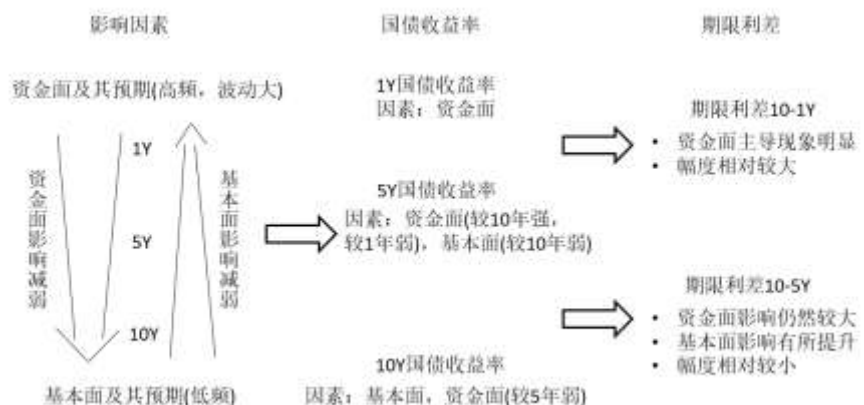 影响因素
国债收益率
期限利差
资金面及其预期(高频，波动大)
1Y
5Y
10Y
资金面影响减弱
基本面影响减弱
基本面及其预期(低频)
1Y国债收益率
因素：资金面
5Y国债收益率
因素：资金面(较10年强，
较1年弱)，基本面(较10年弱)
10Y国债收益率
因素：基本面，资金面(较5年弱)
期限利差10-1Y
• 资金面主导现象明显
• 幅度相对较大
期限利差10-5Y
• 资金面影响仍然较大
• 基本面影响有所提升
• 幅度相对较小